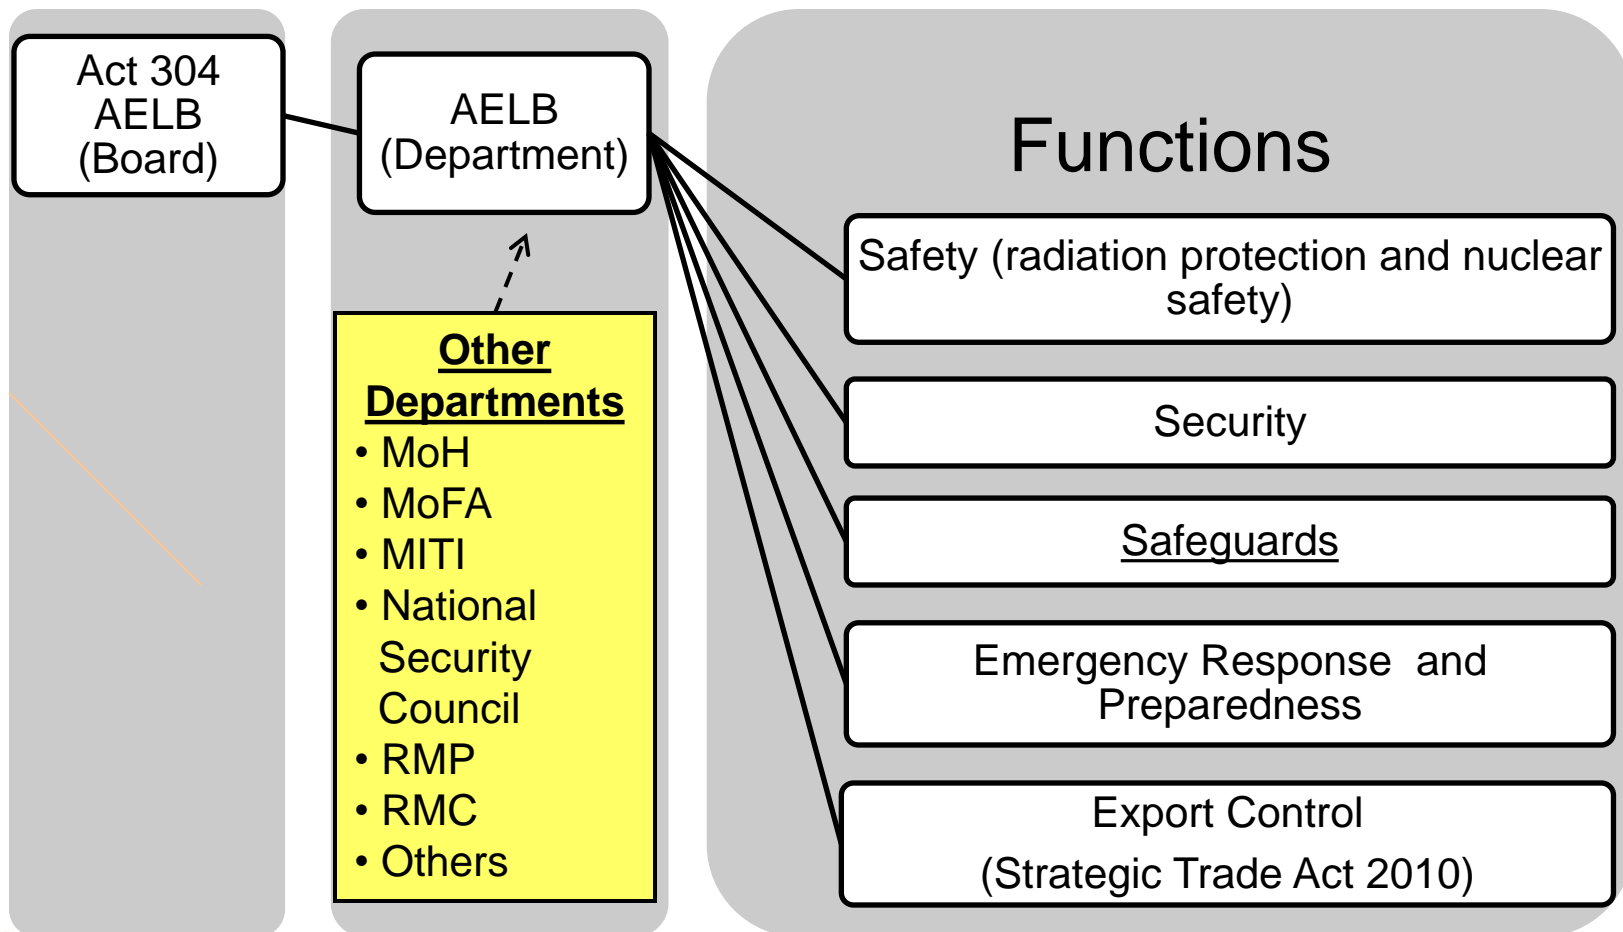 Act 304
AELB
(Board)
AELB
(Department)
Other
Departments
• MoH
• MoFA
• MITI
• National
Security
Council
• RMP
• RMC
• Others
Functions
Safety (radiation protection and nuclear
safety)
Security
Safeguards
Emergency Response and
Preparedness
Export Control
(Strategic Trade Act 2010)